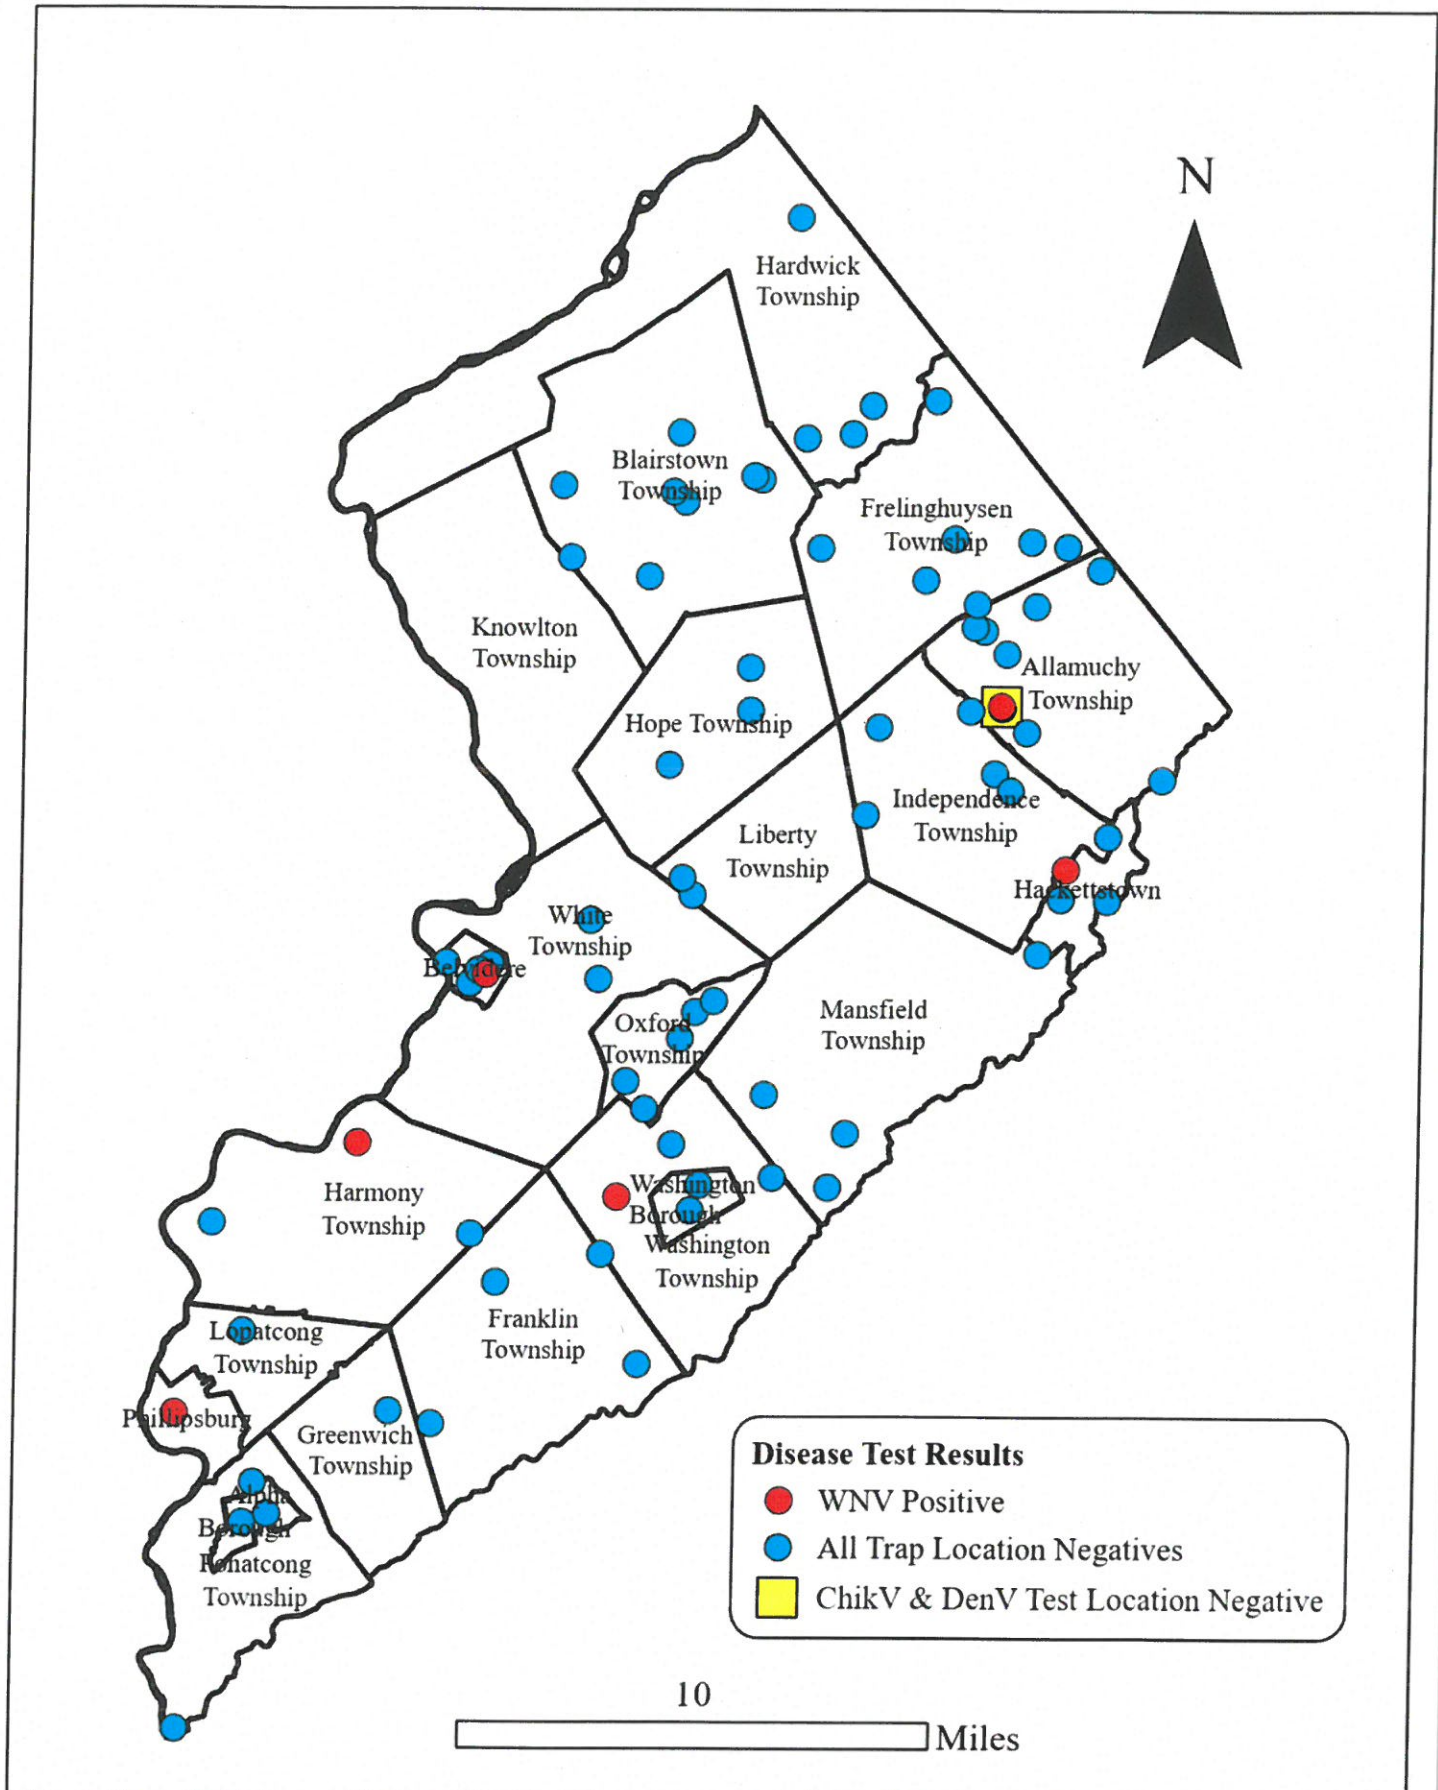 N
Hardwick
Township
Blairstown
Township
Frelinghuysen
Township
Knowlton
Township
Allamuchy
Township
Hope Township
Independence
Township
Liberty
Township
Hackettstown
White
Township
Belvidere
Oxford
Township
Mansfield
Township
Harmony
Township
Washington
Borough
Washington
Township
Franklin
Township
Lopatcong
Township
Phillipsburg
Greenwich
Township
Alpha
Borough
Pohatcong
Township
Disease Test Results
WNV Positive
All Trap Location Negatives
ChikV & DenV Test Location Negative
10
Miles